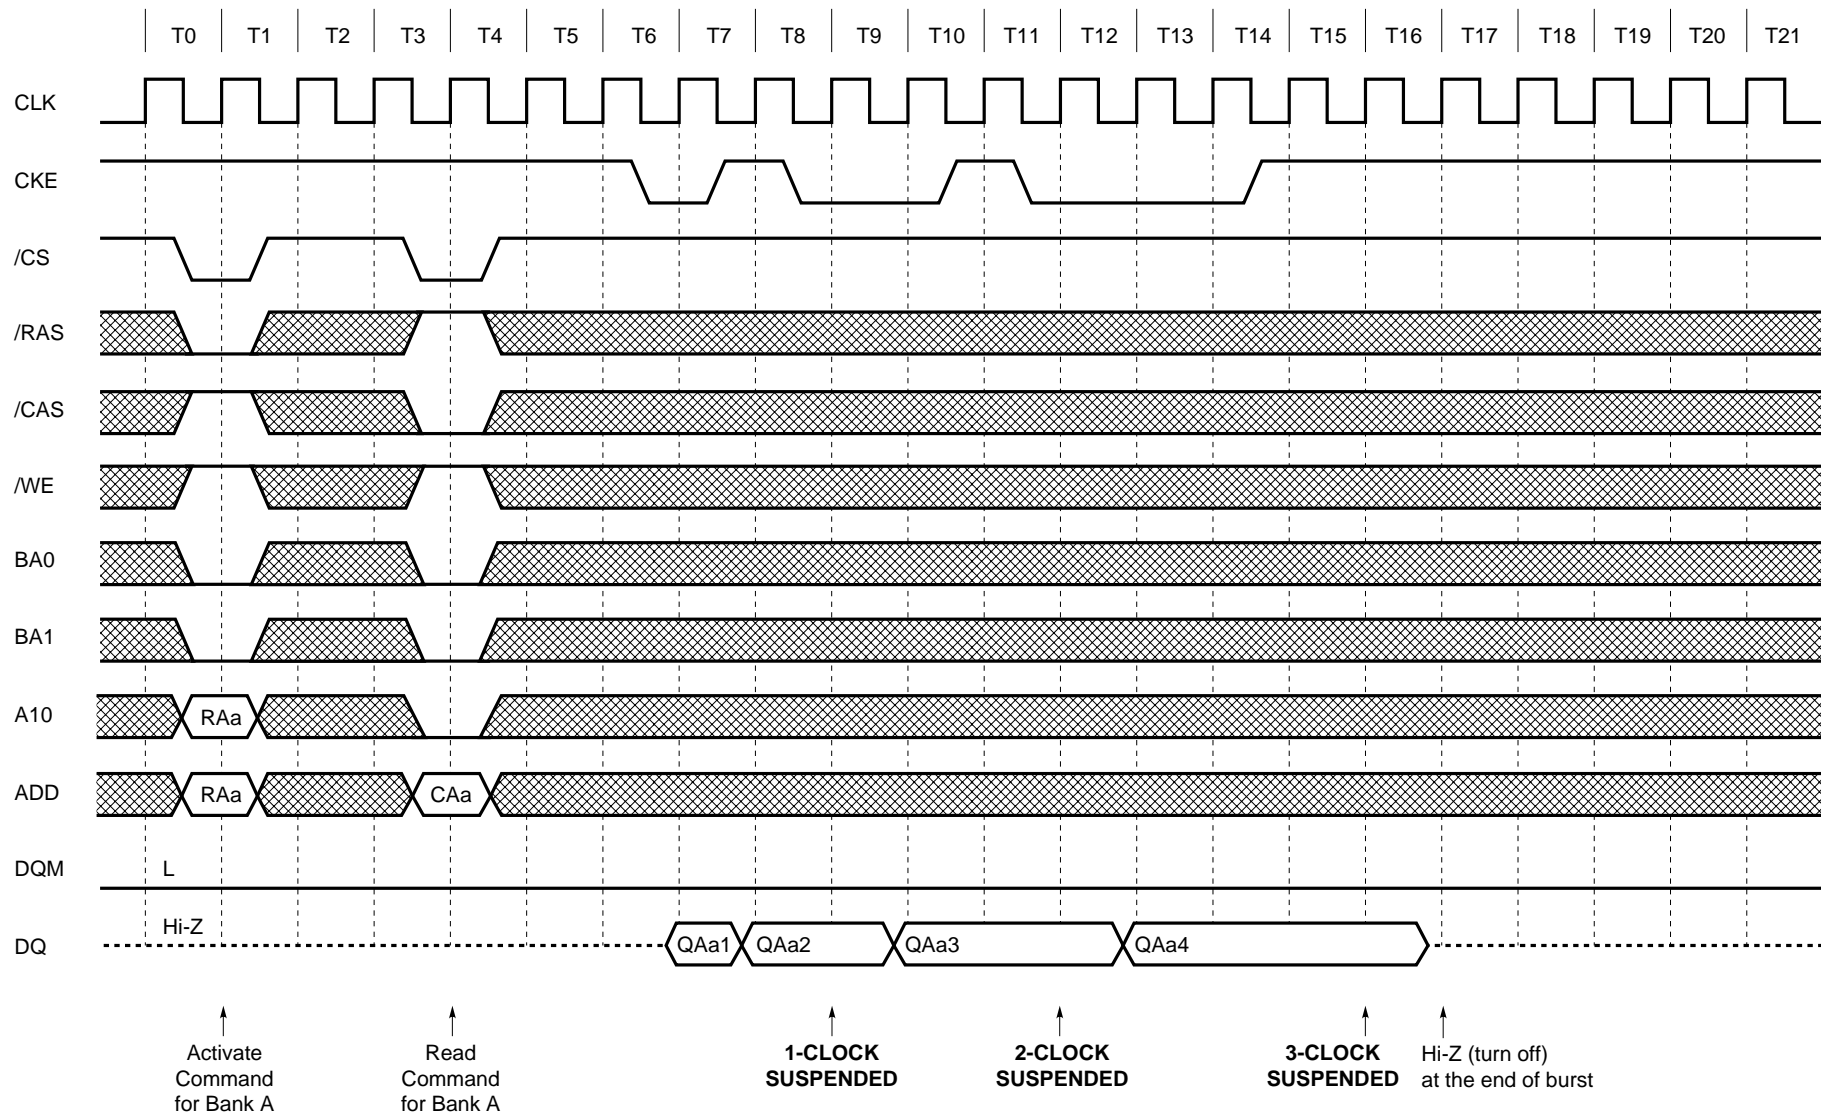 T0 T1 T2 T3 T4 T5 T6 T7 T8 T9 T10 T11 T12 T13 T14 T15 T16 T17 T18 T19 T20 T21
CLK
CKE
/CS
/RAS
/CAS
/WE
BA0
BA1
A10 RAa
ADD RAa CAa
DQM L
Hi-Z
DQ QAa1 QAa2 QAa3 QAa4
Activate
Command
for Bank A
Read
Command
for Bank A
1-CLOCK
SUSPENDED
2-CLOCK
SUSPENDED
3-CLOCK
SUSPENDED
Hi-Z (turn off)
at the end of burst